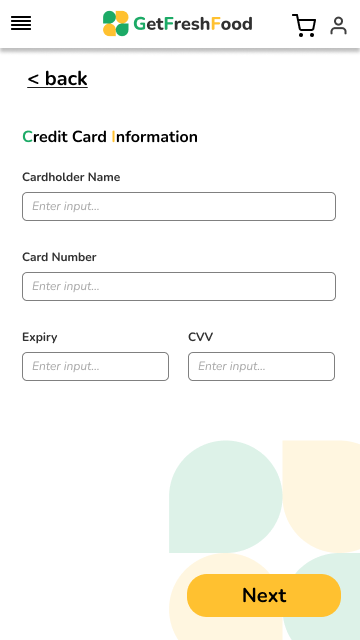 GetFreshFood
< back
Credit Card Information
Cardholder Name
Enter input...
Card Number
Enter input...
Expiry CVV
Enter input... Enter input...
Next